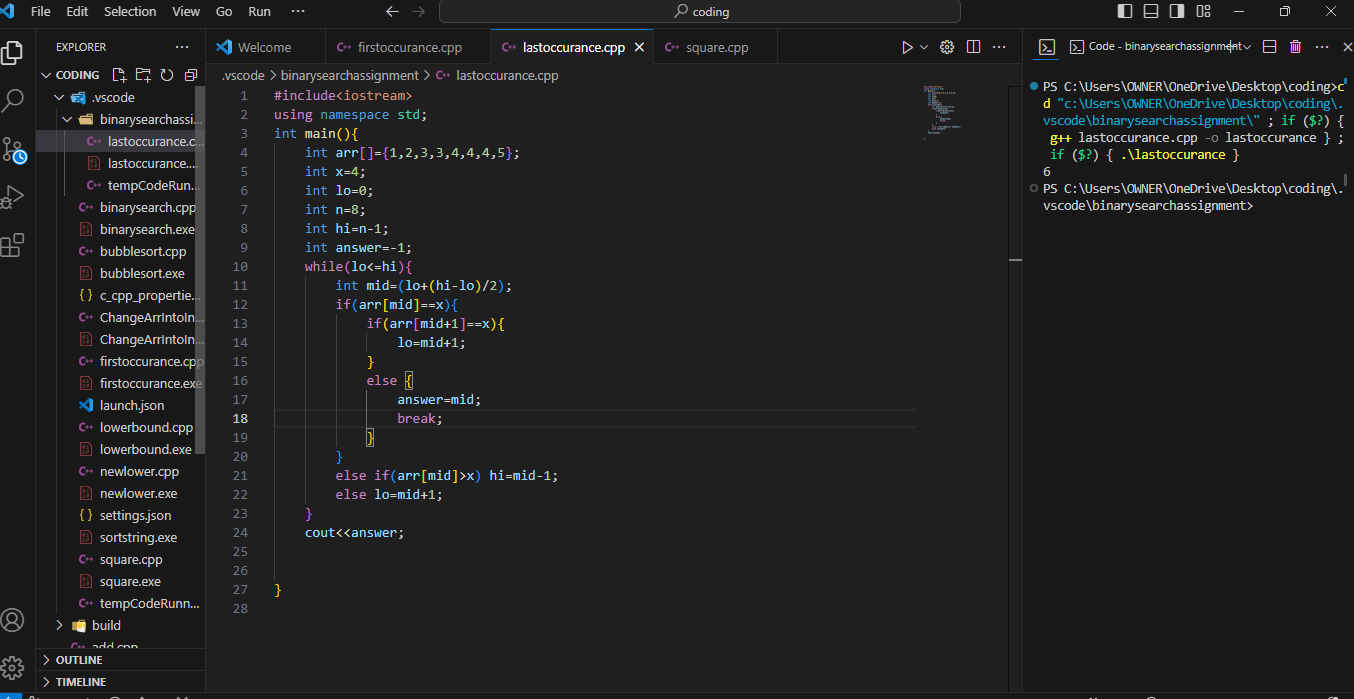 File Edit Selection View Go Run ··· ← → coding
EXPLORER ···
CODING
.vscode
binarysearchassi...
lastoccurance.c...
lastoccurance....
tempCodeRun...
binarysearch.cpp
binarysearch.exe
bubblesort.cpp
bubblesort.exe
{} c_cpp_propertie...
ChangeArrIntoIn...
ChangeArrIntoIn...
firstoccurance.cpp
firstoccurance.exe
launch.json
lowerbound.cpp
lowerbound.exe
newlower.cpp
newlower.exe
{} settings.json
sortstring.exe
square.cpp
square.exe
tempCodeRunn...
build
add.cpp
OUTLINE
TIMELINE
Welcome firstoccurance.cpp lastoccurance.cpp × square.cpp
.vscode > binarysearchassignment > lastoccurance.cpp
1 #include<iostream>
2 using namespace std;
3 int main(){
4 int arr[]={1,2,3,3,4,4,4,5};
5 int x=4;
6 int lo=0;
7 int n=8;
8 int hi=n-1;
9 int answer=-1;
10 while(lo<=hi){
11 int mid=(lo+(hi-lo)/2);
12 if(arr[mid]==x){
13 if(arr[mid+1]==x){
14 lo=mid+1;
15 }
16 else {
17 answer=mid;
18 break;
19 }
20 }
21 else if(arr[mid]>x) hi=mid-1;
22 else lo=mid+1;
23 }
24 cout<<answer;
25
26
27 }
28
Code - binarysearchassignment
PS C:\Users\OWNER\OneDrive\Desktop\coding>c
d "c:\Users\OWNER\OneDrive\Desktop\coding\.
vscode\binarysearchassignment\" ; if ($?) {
g++ lastoccurance.cpp -o lastoccurance } ;
if ($?) { .\lastoccurance }
6
PS C:\Users\OWNER\OneDrive\Desktop\coding\.
vscode\binarysearchassignment>